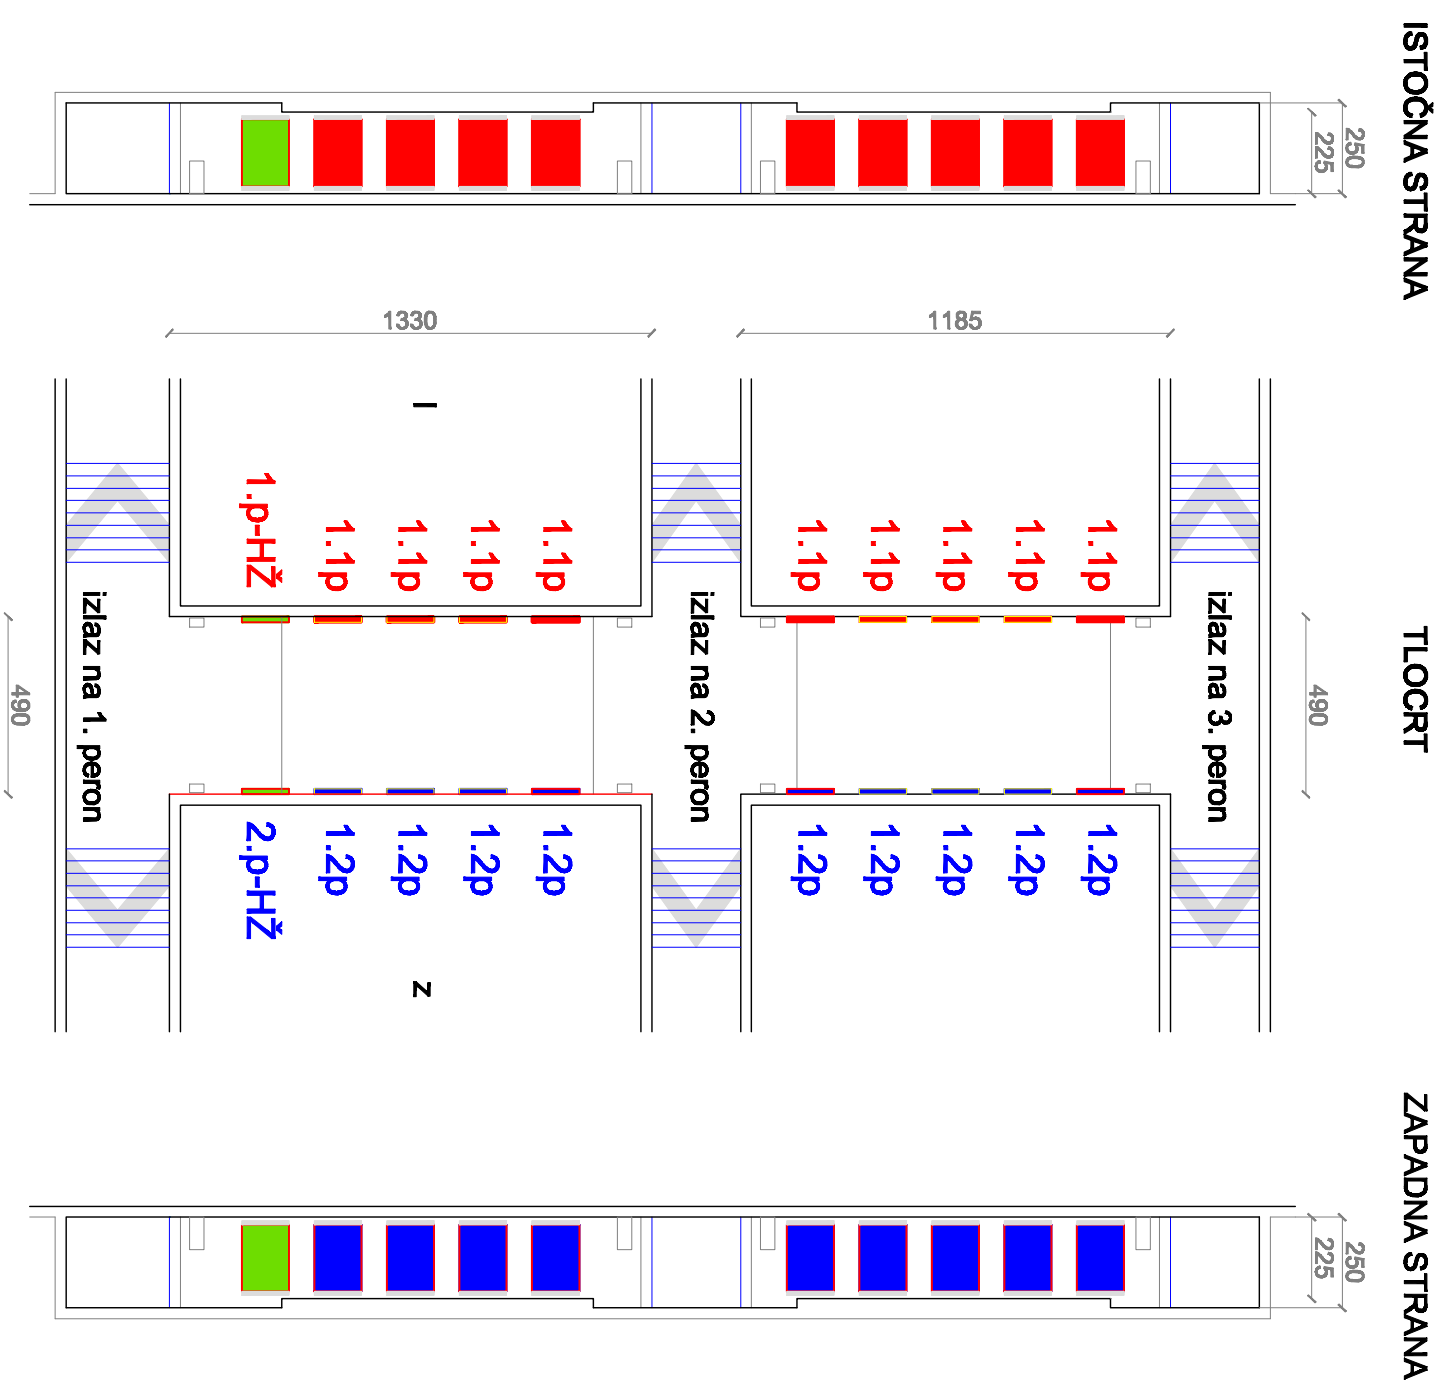 ISTOČNA STRANA
250
225
1330
1185
I
1.p-HŽ
1.1p
1.1p
1.1p
1.1p
1.1p
1.1p
1.1p
1.1p
1.1p
izlaz na 1. peron
izlaz na 2. peron
izlaz na 3. peron
TLOCRT
490
490
2.p-HŽ
1.2p
1.2p
1.2p
1.2p
1.2p
1.2p
1.2p
1.2p
1.2p
z
ZAPADNA STRANA
250
225